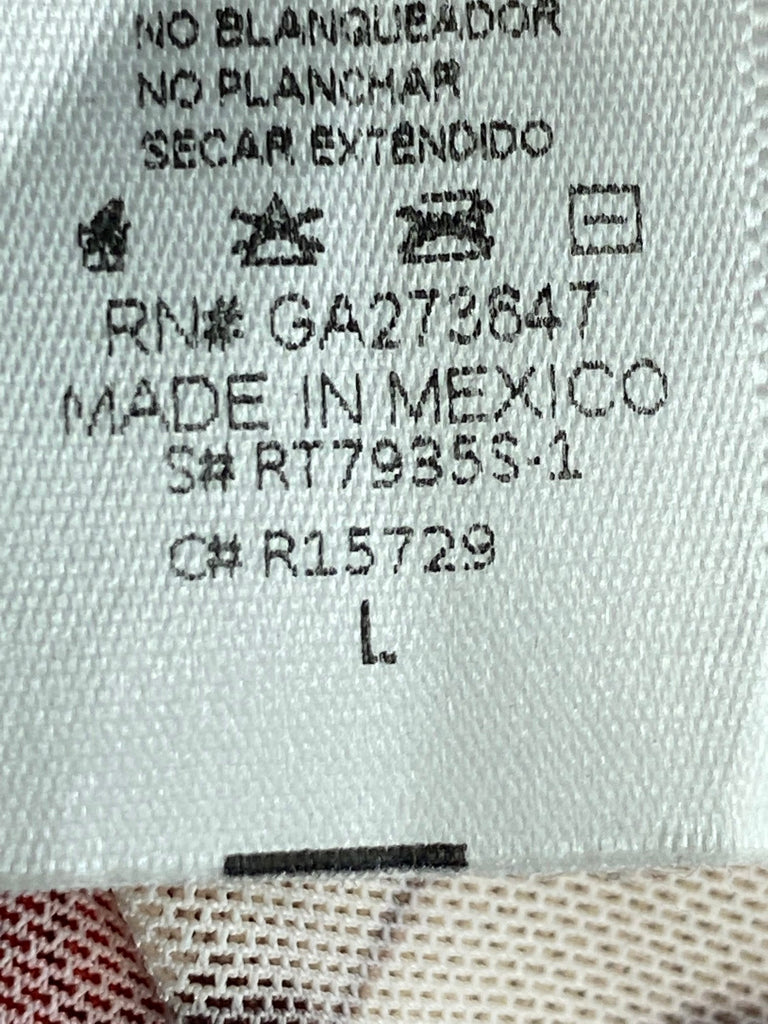 NO BLANQUEADOR
NO PLANCHAR
SECAR EXTENDIDO
RN# GA273647
MADE IN MEXICO
S# RT7935S-1
C# R15729
L